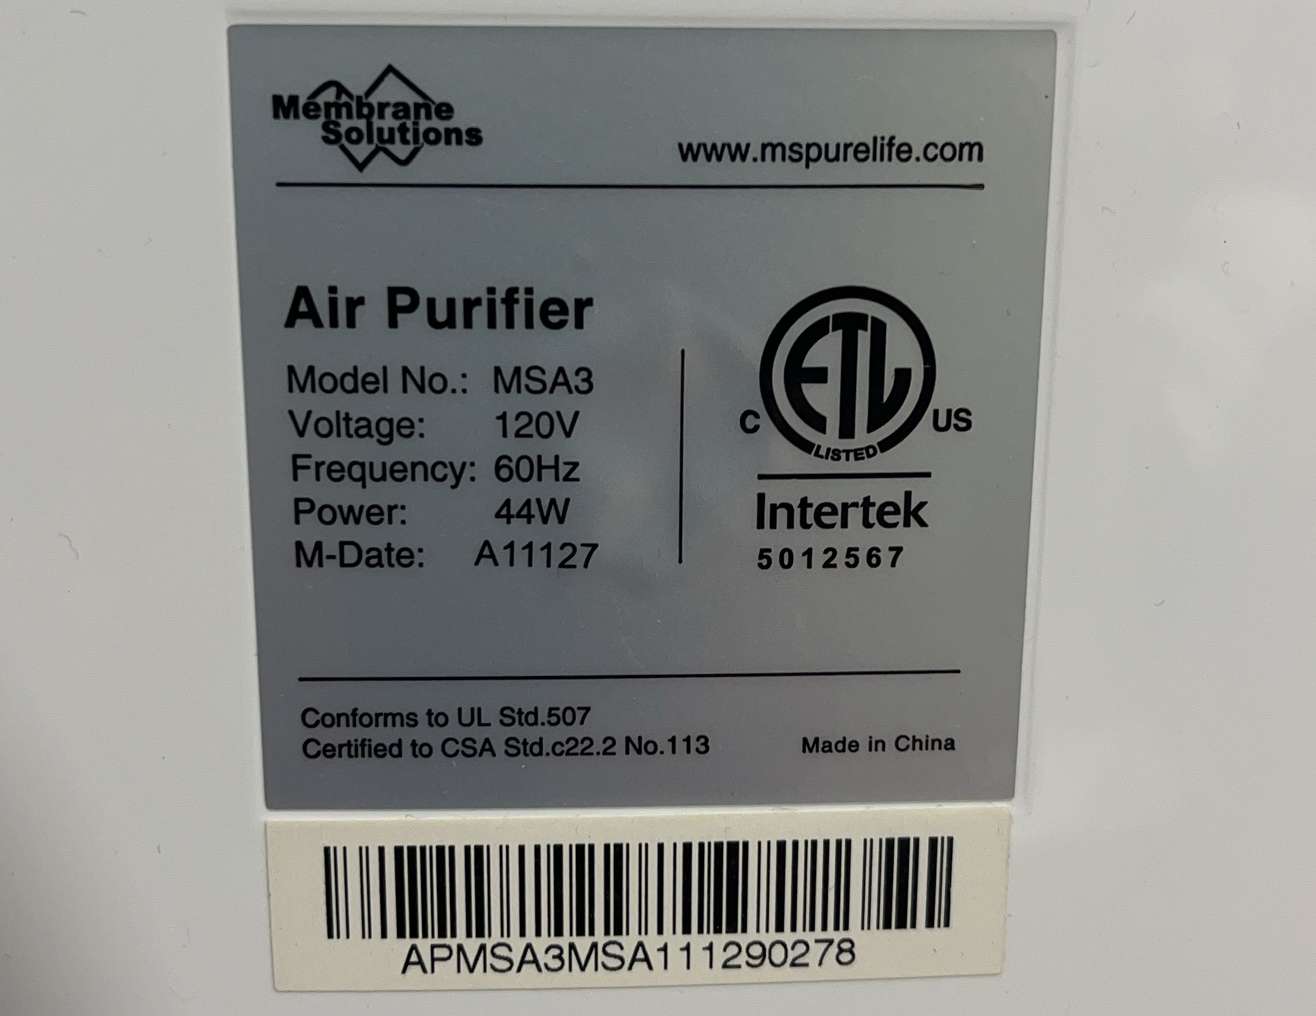 Membrane
Solutions
www.mspurelife.com
Air Purifier
Model No.: MSA3
Voltage: 120V
Frequency: 60Hz
Power: 44W
M-Date: A11127
ETL
C US
LISTED
Intertek
5012567
Conforms to UL Std.507
Certified to CSA Std.c22.2 No.113
Made in China
APMSA3MSA111290278